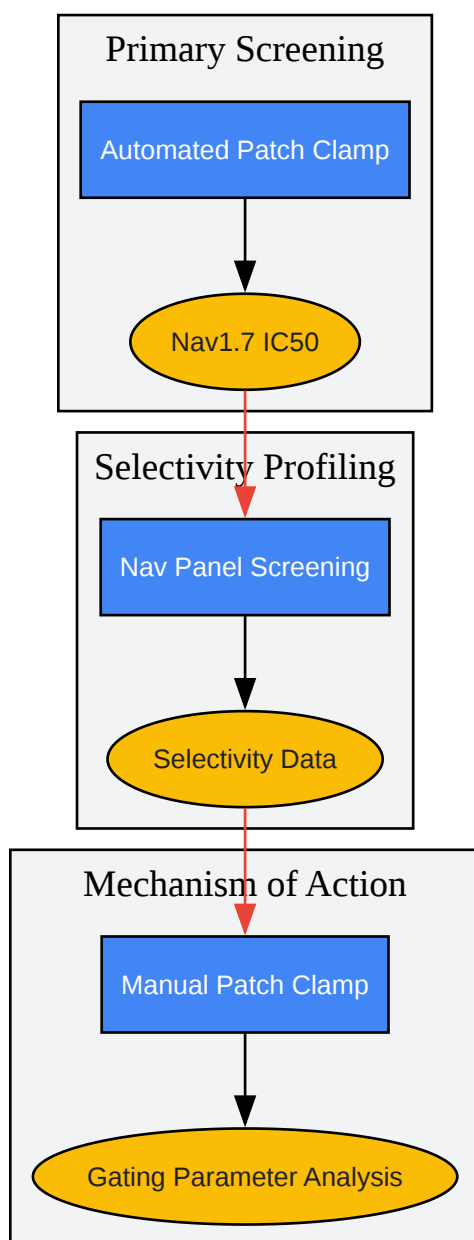 Primary Screening
Automated Patch Clamp
Nav1.7 IC50
Selectivity Profiling
Nav Panel Screening
Selectivity Data
Mechanism of Action
Manual Patch Clamp
Gating Parameter Analysis